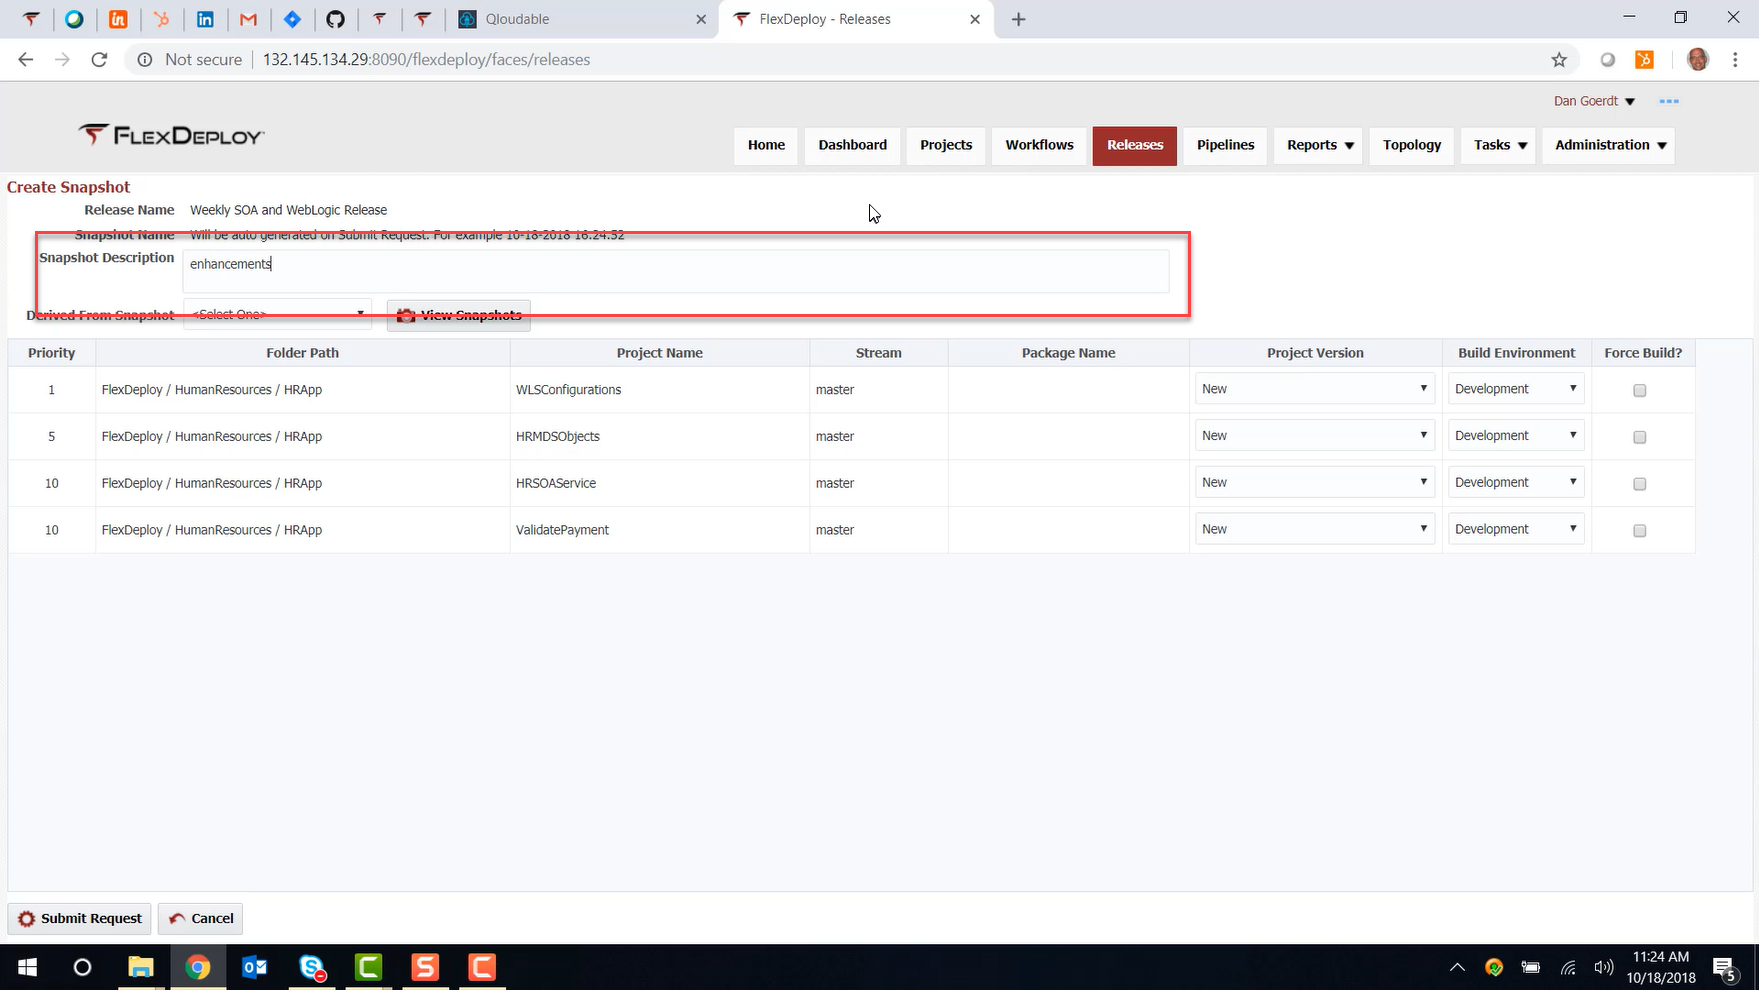 Qloudable
FlexDeploy - Releases
Not secure 132.145.134.29:8090/flexdeploy/faces/releases
Dan Goerdt
FLEXDEPLOY
Home Dashboard Projects Workflows Releases Pipelines Reports Topology Tasks Administration
Create Snapshot
Release Name Weekly SOA and WebLogic Release
Snapshot Name Will be auto generated on Submit Request. For example 10-18-2018 16:24:52
Snapshot Description enhancements
Derived From Snapshot <Select One> View Snapshots
Priority Folder Path Project Name Stream Package Name Project Version Build Environment Force Build?
1 FlexDeploy / HumanResources / HRApp WLSConfigurations master New Development
5 FlexDeploy / HumanResources / HRApp HRMDSObjects master New Development
10 FlexDeploy / HumanResources / HRApp HRSOAService master New Development
10 FlexDeploy / HumanResources / HRApp ValidatePayment master New Development
Submit Request Cancel
11:24 AM
10/18/2018
5